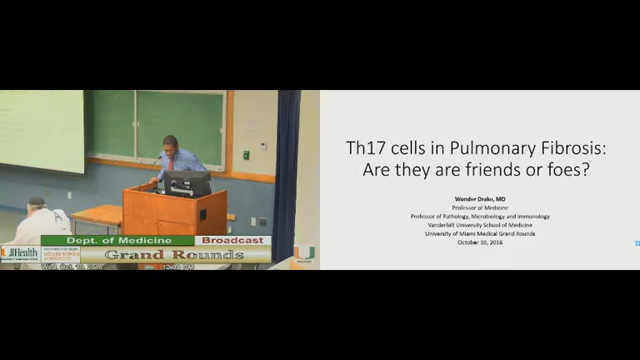 Th17 cells in Pulmonary Fibrosis:
Are they are friends or foes?
Wonder Drake, MD
Professor of Medicine
Professor of Pathology, Microbiology and Immunology
Vanderbilt University School of Medicine
University of Miami Medical Grand Rounds
October 10, 2018
Dept. of Medicine
Broadcast
Grand Rounds
UHealth